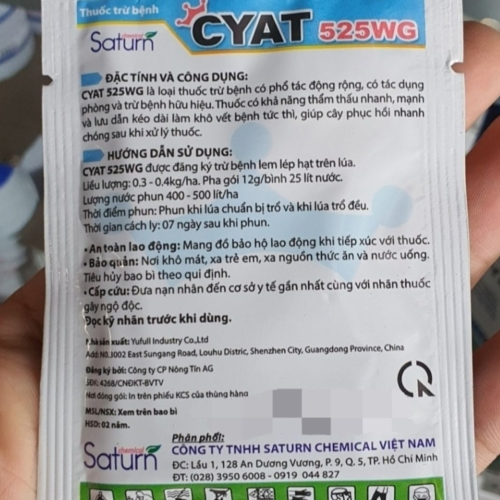 Thuốc trừ bệnh
Saturn chemical
CYAT 525WG
ĐẶC TÍNH VÀ CÔNG DỤNG:
CYAT 525WG là loại thuốc trừ bệnh có phổ tác động rộng, có tác dụng
phòng và trừ bệnh hữu hiệu. Thuốc có khả năng thẩm thấu nhanh, mạnh
và lưu dẫn kéo dài làm khô vết bệnh tức thì, giúp cây phục hồi nhanh
chóng sau khi xử lý thuốc.
HƯỚNG DẪN SỬ DỤNG:
CYAT 525WG được đăng ký trừ bệnh lem lép hạt trên lúa.
Liều lượng: 0.3 - 0.4kg/ha. Pha gói 12g/bình 25 lít nước.
Lượng nước phun 400 - 500 lít/ha
Thời điểm phun: Phun khi lúa chuẩn bị trổ và khi lúa trổ đều.
Thời gian cách ly: 07 ngày sau khi phun.
• An toàn lao động: Mang đồ bảo hộ lao động khi tiếp xúc với thuốc.
• Bảo quản: Nơi khô mát, xa trẻ em, xa nguồn thức ăn và nước uống.
Tiêu hủy bao bì theo qui định.
• Cấp cứu: Đưa nạn nhân đến cơ sở y tế gần nhất cùng với nhãn thuốc
gây ngộ độc.
Đọc kỹ nhãn trước khi dùng.
Nhà sản xuất: Yufull Industry Co.,Ltd
Add: NO.J002 East Sungang Road, Louhu Distric, Shenzhen City, Guangdong Province, China
Đăng ký bởi: Công ty CP Nông Tín AG
SĐK: 4268/CNĐKT-BVTV
Nơi đóng gói: In trên phiếu KCS của thùng hàng
MSL/NSX: Xem trên bao bì
HSD: 02 năm.
Phân phối:
Saturn chemical
CÔNG TY TNHH SATURN CHEMICAL VIỆT NAM
ĐC: Lầu 1, 128 An Dương Vương, P. 9, Q. 5, TP. Hồ Chí Minh
ĐT: (028) 3950 6008 - 0919 044 827